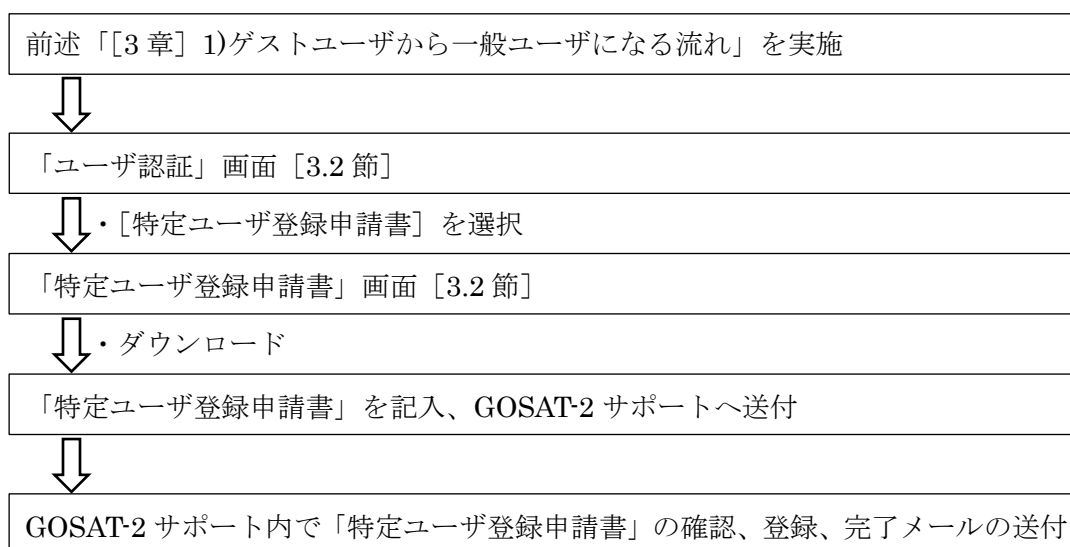 前述「[3 章］1)ゲストユーザから一般ユーザになる流れ」を実施
「ユーザ認証」画面［3.2 節］
・［特定ユーザ登録申請書］を選択
「特定ユーザ登録申請書」画面［3.2 節］
・ダウンロード
「特定ユーザ登録申請書」を記入、GOSAT-2 サポートへ送付
GOSAT-2 サポート内で「特定ユーザ登録申請書」の確認、登録、完了メールの送付